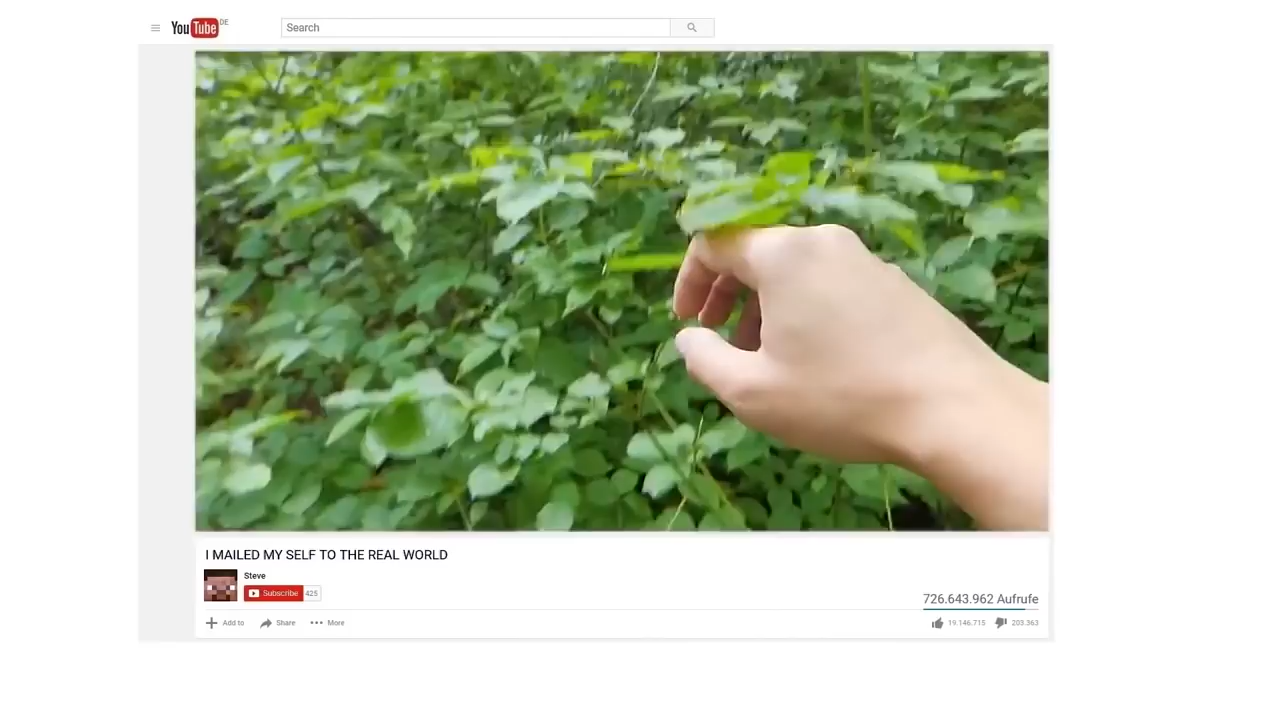 YouTube DE
Search
I MAILED MY SELF TO THE REAL WORLD
Steve
Subscribe 425
726.643.962 Aufrufe
Add to Share More 19.146.715 203.363